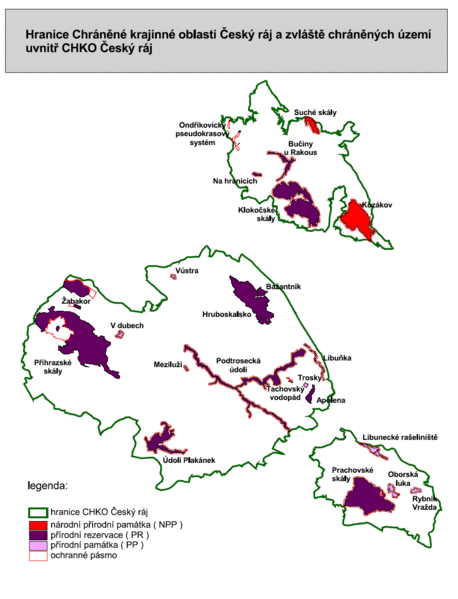 Hranice Chráněné krajinné oblasti Český ráj a zvláště chráněných území
uvnitř CHKO Český ráj
Suché skály
Ondříkovický
pseudokrasový
systém
Bučiny
u Rakous
Na hranicích
Klokočské
skály
Kozákov
Vústra
Bažantník
Žabakor
Hruboskalsko
V dubech
Příhrazské
skály
Meziluží
Podtrosecká
údolí
Libuňka
Trosky
Tachovský
vodopád
Apolena
Údolí Plakánek
Libunecké rašeliniště
Prachovské
skály
Oborská
luka
Rybník
Vražda
legenda:
hranice CHKO Český ráj
národní přírodní památka ( NPP )
přírodní rezervace ( PR )
přírodní památka ( PP )
ochranné pásmo